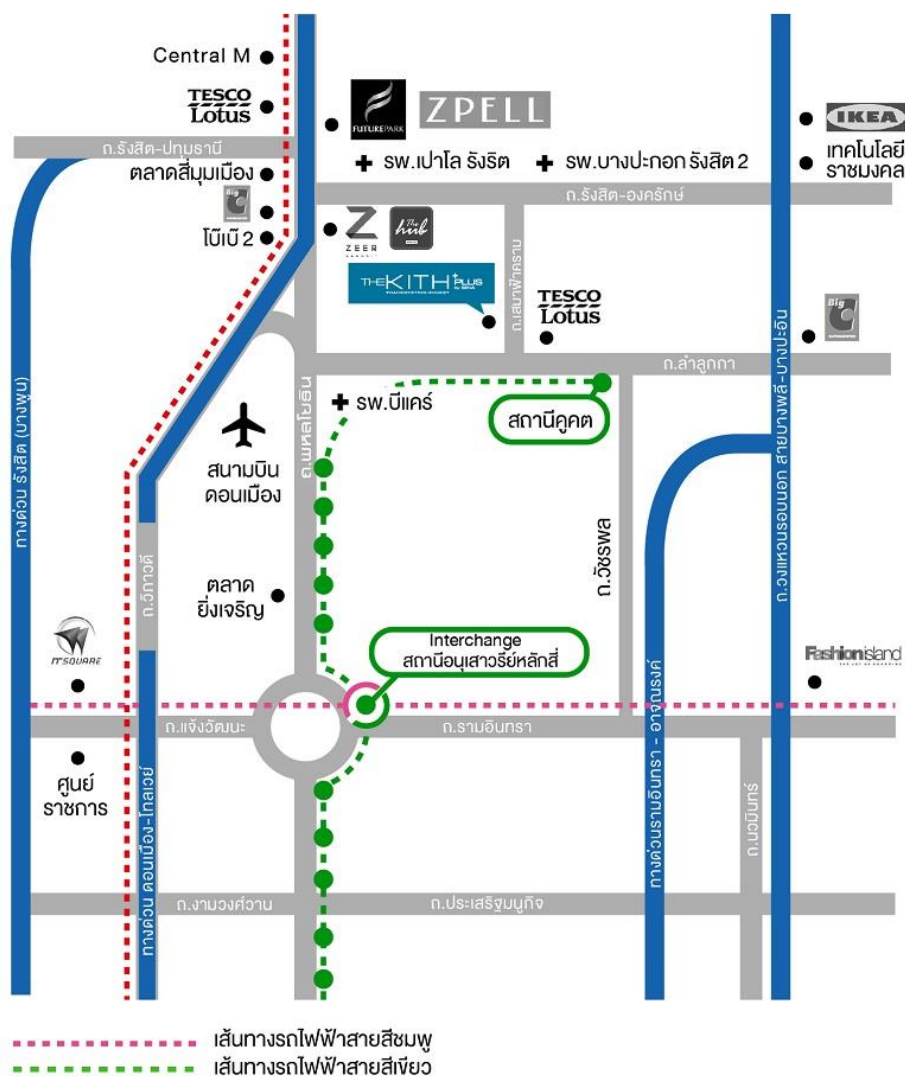 Central M
TESCO
Lotus
FUTUREPARK
ZPELL
IKEA
ถ.รังสิต-ปทุมธานี
รพ.เปาโล รังริต
รพ.บางปะกอก รังสิต 2
เทคโนโลยี
ราชมงคล
ตลาดสี่มุมเมือง
ถ.รังสิต-องครักษ์
Big C
โบ๊เบ๊ 2
ZEER
The
hub
THE KITH PLUS
ถ.เสมาฟ้าคราม
TESCO
Lotus
Big C
ถ.ลำลูกกา
รพ.บีแคร์
สถานีคูคต
ถ.พหลโยธิน
สนามบิน
ดอนเมือง
ทางด่วน รังสิต (บางพูน)
ถ.วิภาวดี
ถ.วัชรพล
ถ.วงแหวนรอบนอก สายบางพลี-บางปะอิน
ตลาด
ยิ่งเจริญ
Interchange
สถานีอนุเสาวรีย์หลักสี่
IT SQUARE
Fashion island
ถ.แจ้งวัฒนะ
ถ.รามอินทรา
ศูนย์
ราชการ
ทางด่วน ดอนเมือง-โทลเวย์
ทางด่วนรามอินทรา - อาจณรงค์
ถ.นวมินทร์
ถ.งามวงศ์วาน
ถ.ประเสริฐมนูกิจ
เส้นทางรถไฟฟ้าสายสีชมพู
เส้นทางรถไฟฟ้าสายสีเขียว